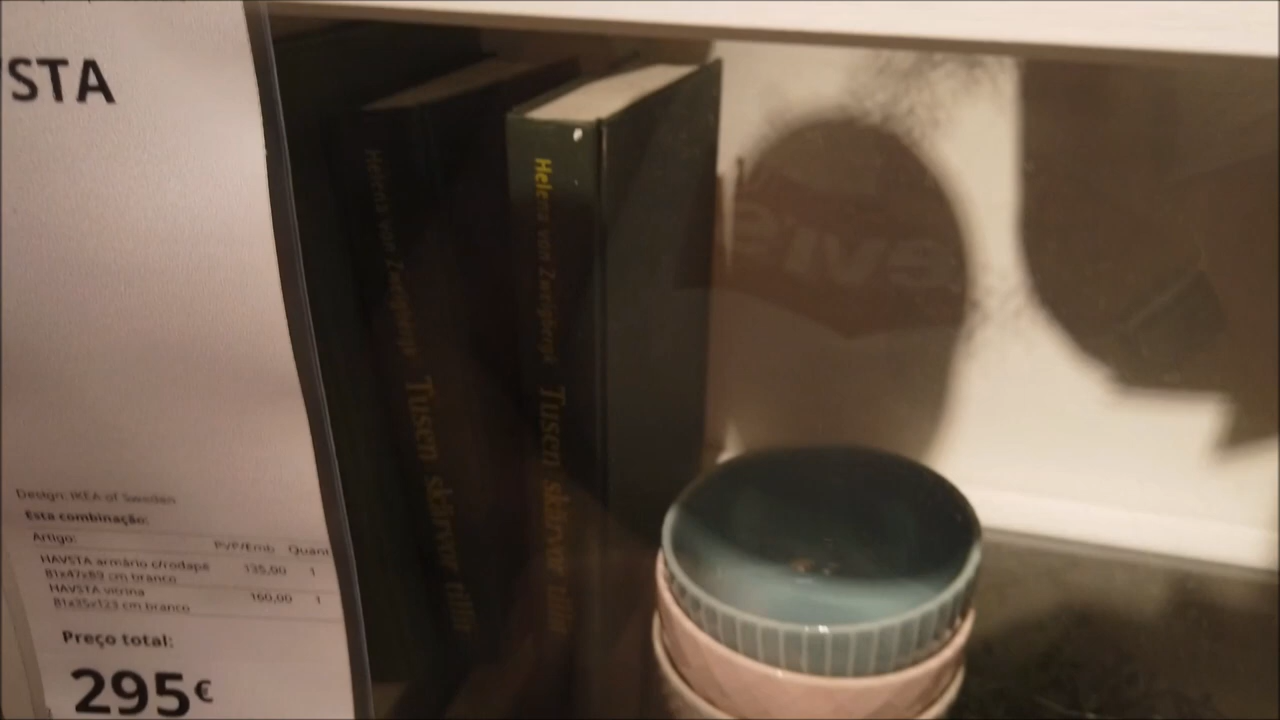 STA
Design: IKEA of Sweden
Esta combinação:
Artigo: PVP/Emb Quant
HAVSTA armário c/rodapé 135,00 1
81x47x89 cm branco
HAVSTA vitrina 160,00 1
81x35x123 cm branco
Preço total:
295€
Helena von Zweigbergk Tusen skärvor tillit
Helena von Zweigbergk Tusen skärvor tillit